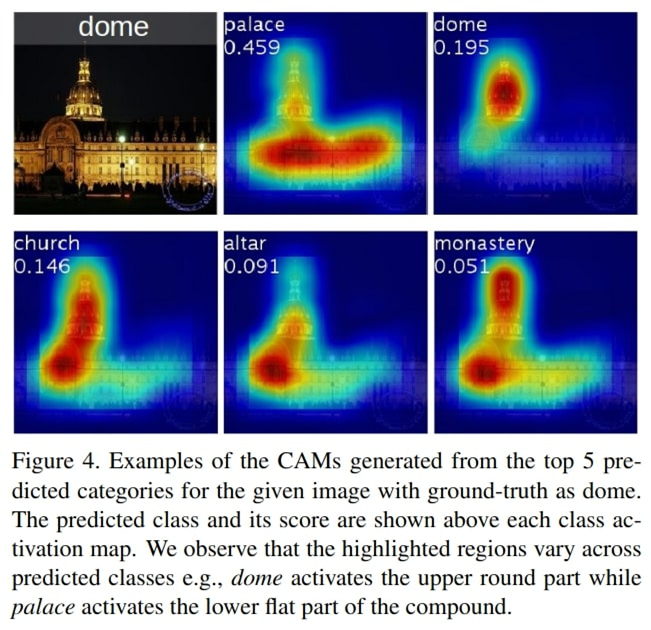 dome
palace
0.459
dome
0.195
church
0.146
altar
0.091
monastery
0.051
Figure 4. Examples of the CAMs generated from the top 5 pre-
dicted categories for the given image with ground-truth as dome.
The predicted class and its score are shown above each class ac-
tivation map. We observe that the highlighted regions vary across
predicted classes e.g., dome activates the upper round part while
palace activates the lower flat part of the compound.